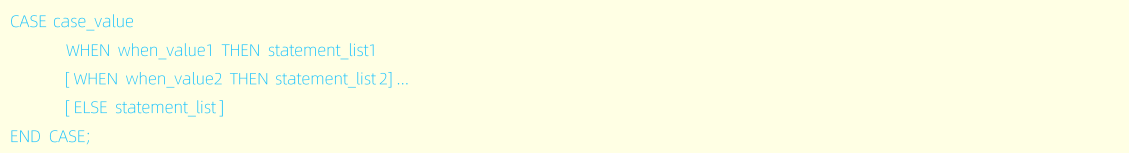 CASE case_value
WHEN when_value1 THEN statement_list1
[ WHEN when_value2 THEN statement_list 2] ...
[ ELSE statement_list ]
END CASE;